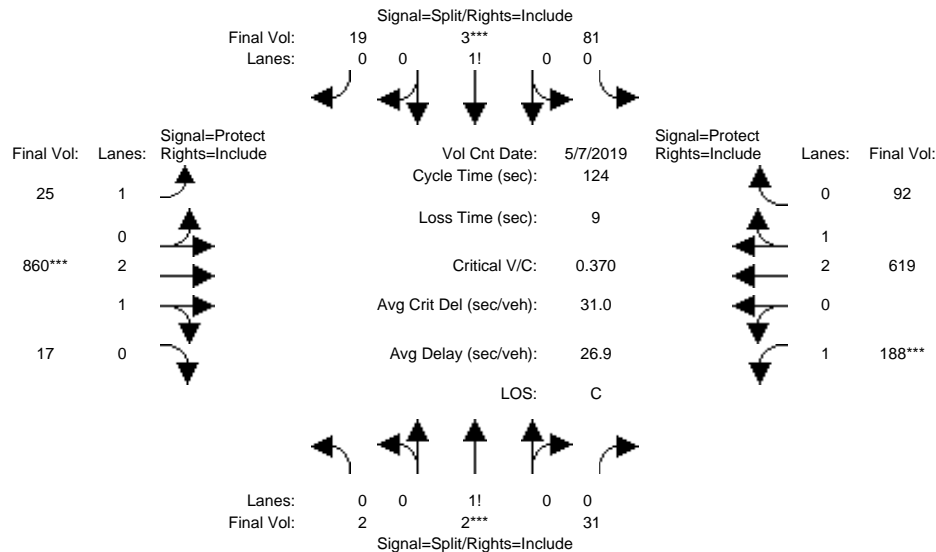 Signal=Split/Rights=Include
Final Vol: 19 3*** 81
Lanes: 0 0 1! 0 0
Signal=Protect Signal=Protect
Final Vol: Lanes: Rights=Include Vol Cnt Date: 5/7/2019 Rights=Include Lanes: Final Vol:
Cycle Time (sec): 124
25 1 0 92
Loss Time (sec): 9
0 1
860*** 2 Critical V/C: 0.370 2 619
1 Avg Crit Del (sec/veh): 31.0 0
17 0 Avg Delay (sec/veh): 26.9 1 188***
LOS: C
Lanes: 0 0 1! 0 0
Final Vol: 2 2*** 31
Signal=Split/Rights=Include